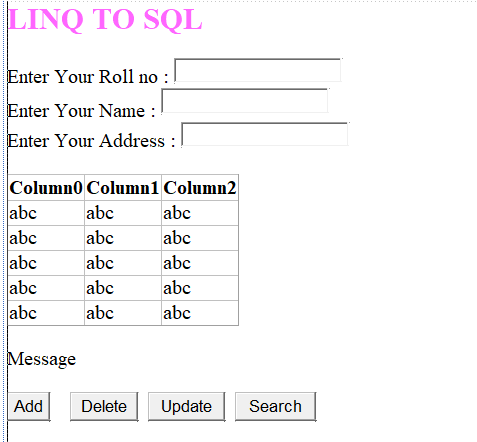 LINQ TO SQL
Enter Your Roll no :
Enter Your Name :
Enter Your Address :
Column0 Column1 Column2
abc abc abc
abc abc abc
abc abc abc
abc abc abc
abc abc abc
Message
Add Delete Update Search